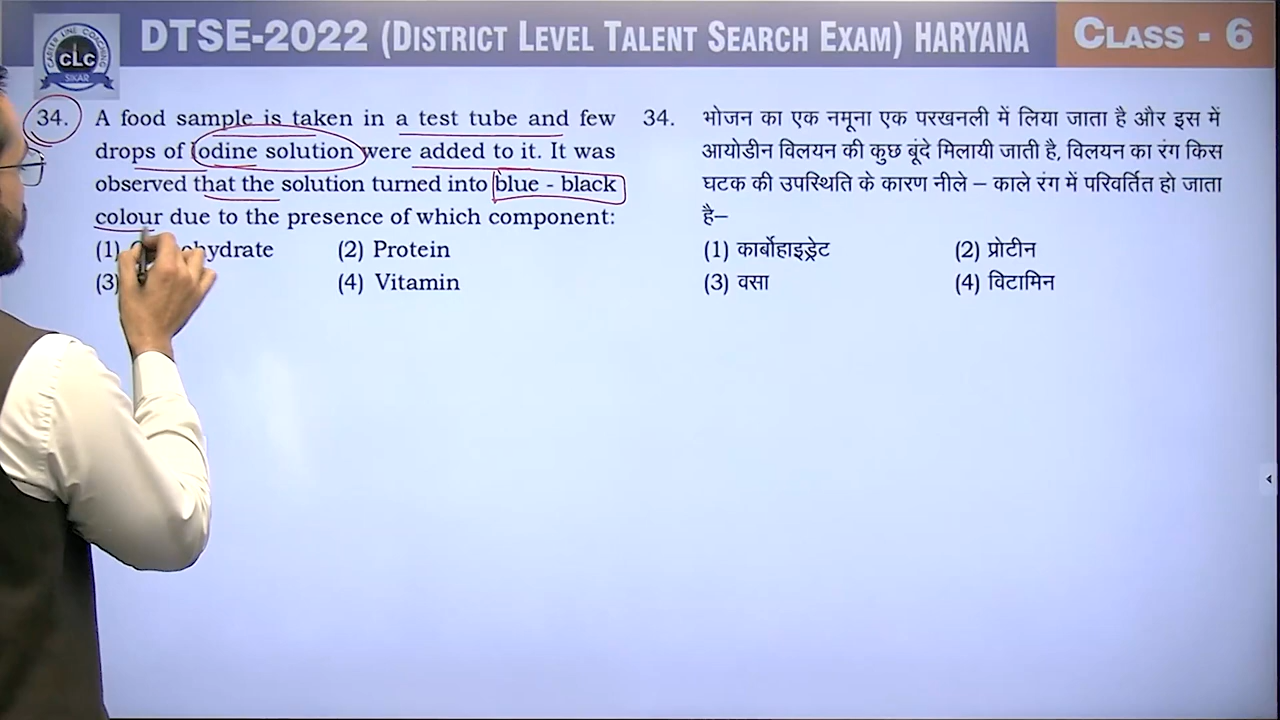 DTSE-2022 (DISTRICT LEVEL TALENT SEARCH EXAM) HARYANA
CLASS - 6
CAREER LINE COACHING
CLC
SIKAR
34. A food sample is taken in a test tube and few
drops of Iodine solution were added to it. It was
observed that the solution turned into blue - black
colour due to the presence of which component:
(1) ohydrate (2) Protein
(3) (4) Vitamin
34. भोजन का एक नमूना एक परखनली में लिया जाता है और इस में
आयोडीन विलयन की कुछ बूंदे मिलायी जाती है, विलयन का रंग किस
घटक की उपस्थिति के कारण नीले – काले रंग में परिवर्तित हो जाता
है–
(1) कार्बोहाइड्रेट (2) प्रोटीन
(3) वसा (4) विटामिन